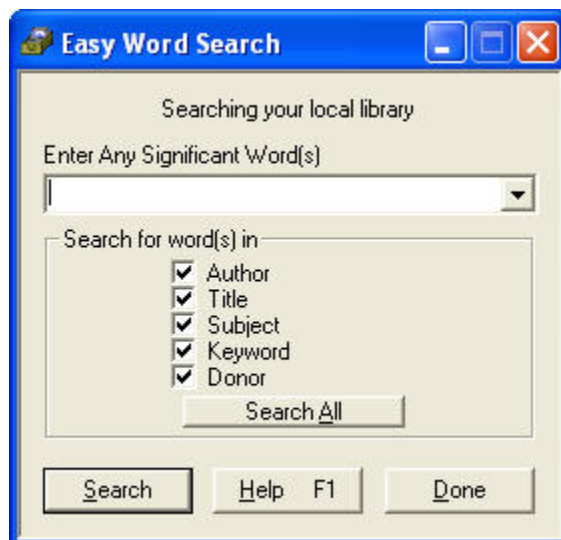 Easy Word Search
Searching your local library
Enter Any Significant Word(s)
Search for word(s) in
Author
Title
Subject
Keyword
Donor
Search All
Search Help F1 Done